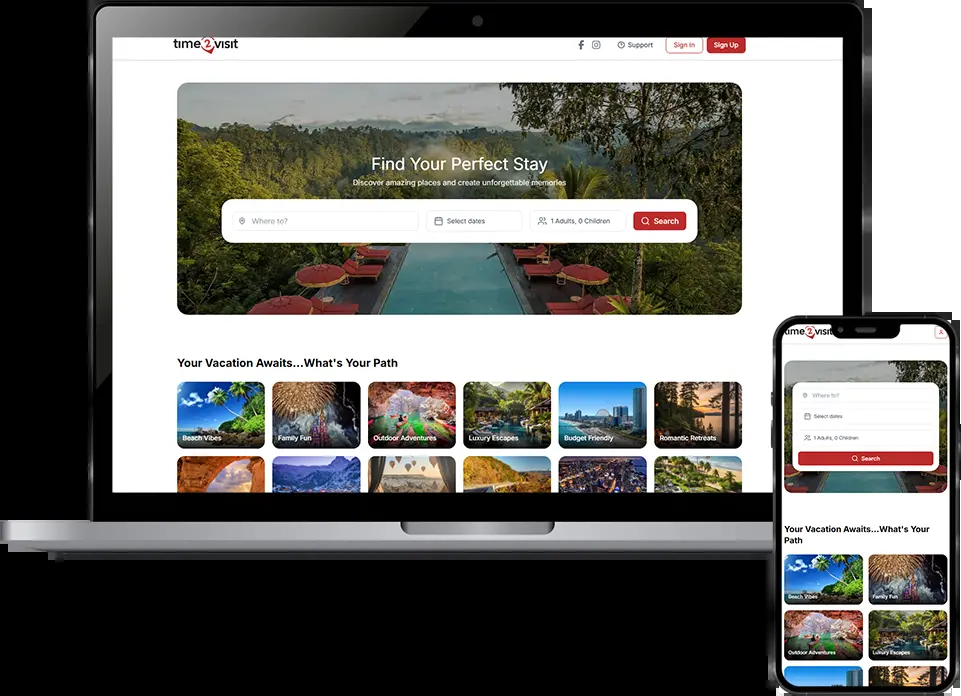 time2visit
Support
Sign In
Sign Up
Find Your Perfect Stay
Discover amazing places and create unforgettable memories
Where to?
Select dates
1 Adults, 0 Children
Search
Your Vacation Awaits...What's Your Path
Beach Vibes
Family Fun
Outdoor Adventures
Luxury Escapes
Budget Friendly
Romantic Retreats
time2visit
Where to?
Select dates
1 Adults, 0 Children
Search
Your Vacation Awaits...What's Your
Path
Beach Vibes
Family Fun
Outdoor Adventures
Luxury Escapes